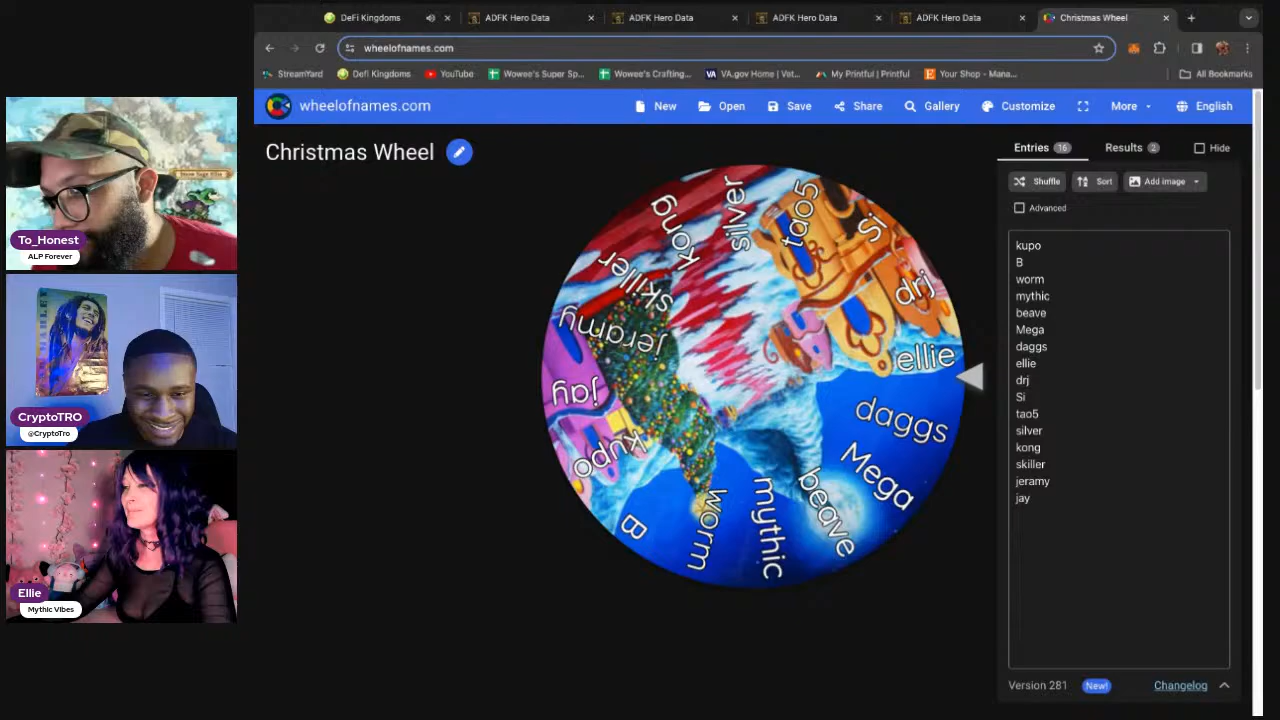 DeFi Kingdoms
ADFK Hero Data
ADFK Hero Data
ADFK Hero Data
ADFK Hero Data
Christmas Wheel
wheelofnames.com
StreamYard
Defi Kingdoms
YouTube
Wowee's Super Sp...
Wowee's Crafting...
VA.gov Home | Vet...
My Printful | Printful
Your Shop - Mana...
All Bookmarks
wheelofnames.com
New
Open
Save
Share
Gallery
Customize
More
English
Christmas Wheel
Entries 16
Results 2
Hide
Shuffle
Sort
Add image
Advanced
kupo
B
worm
mythic
beave
Mega
daggs
ellie
drj
Si
tao5
silver
kong
skiller
jeramy
jay
Version 281
New!
Changelog
kong
silver
tao5
Si
drj
ellie
daggs
Mega
beave
mythic
worm
B
kupo
jay
jeramy
skiller
To_Honest
ALP Forever
CryptoTRO
@CryptoTro
Ellie
Mythic Vibes